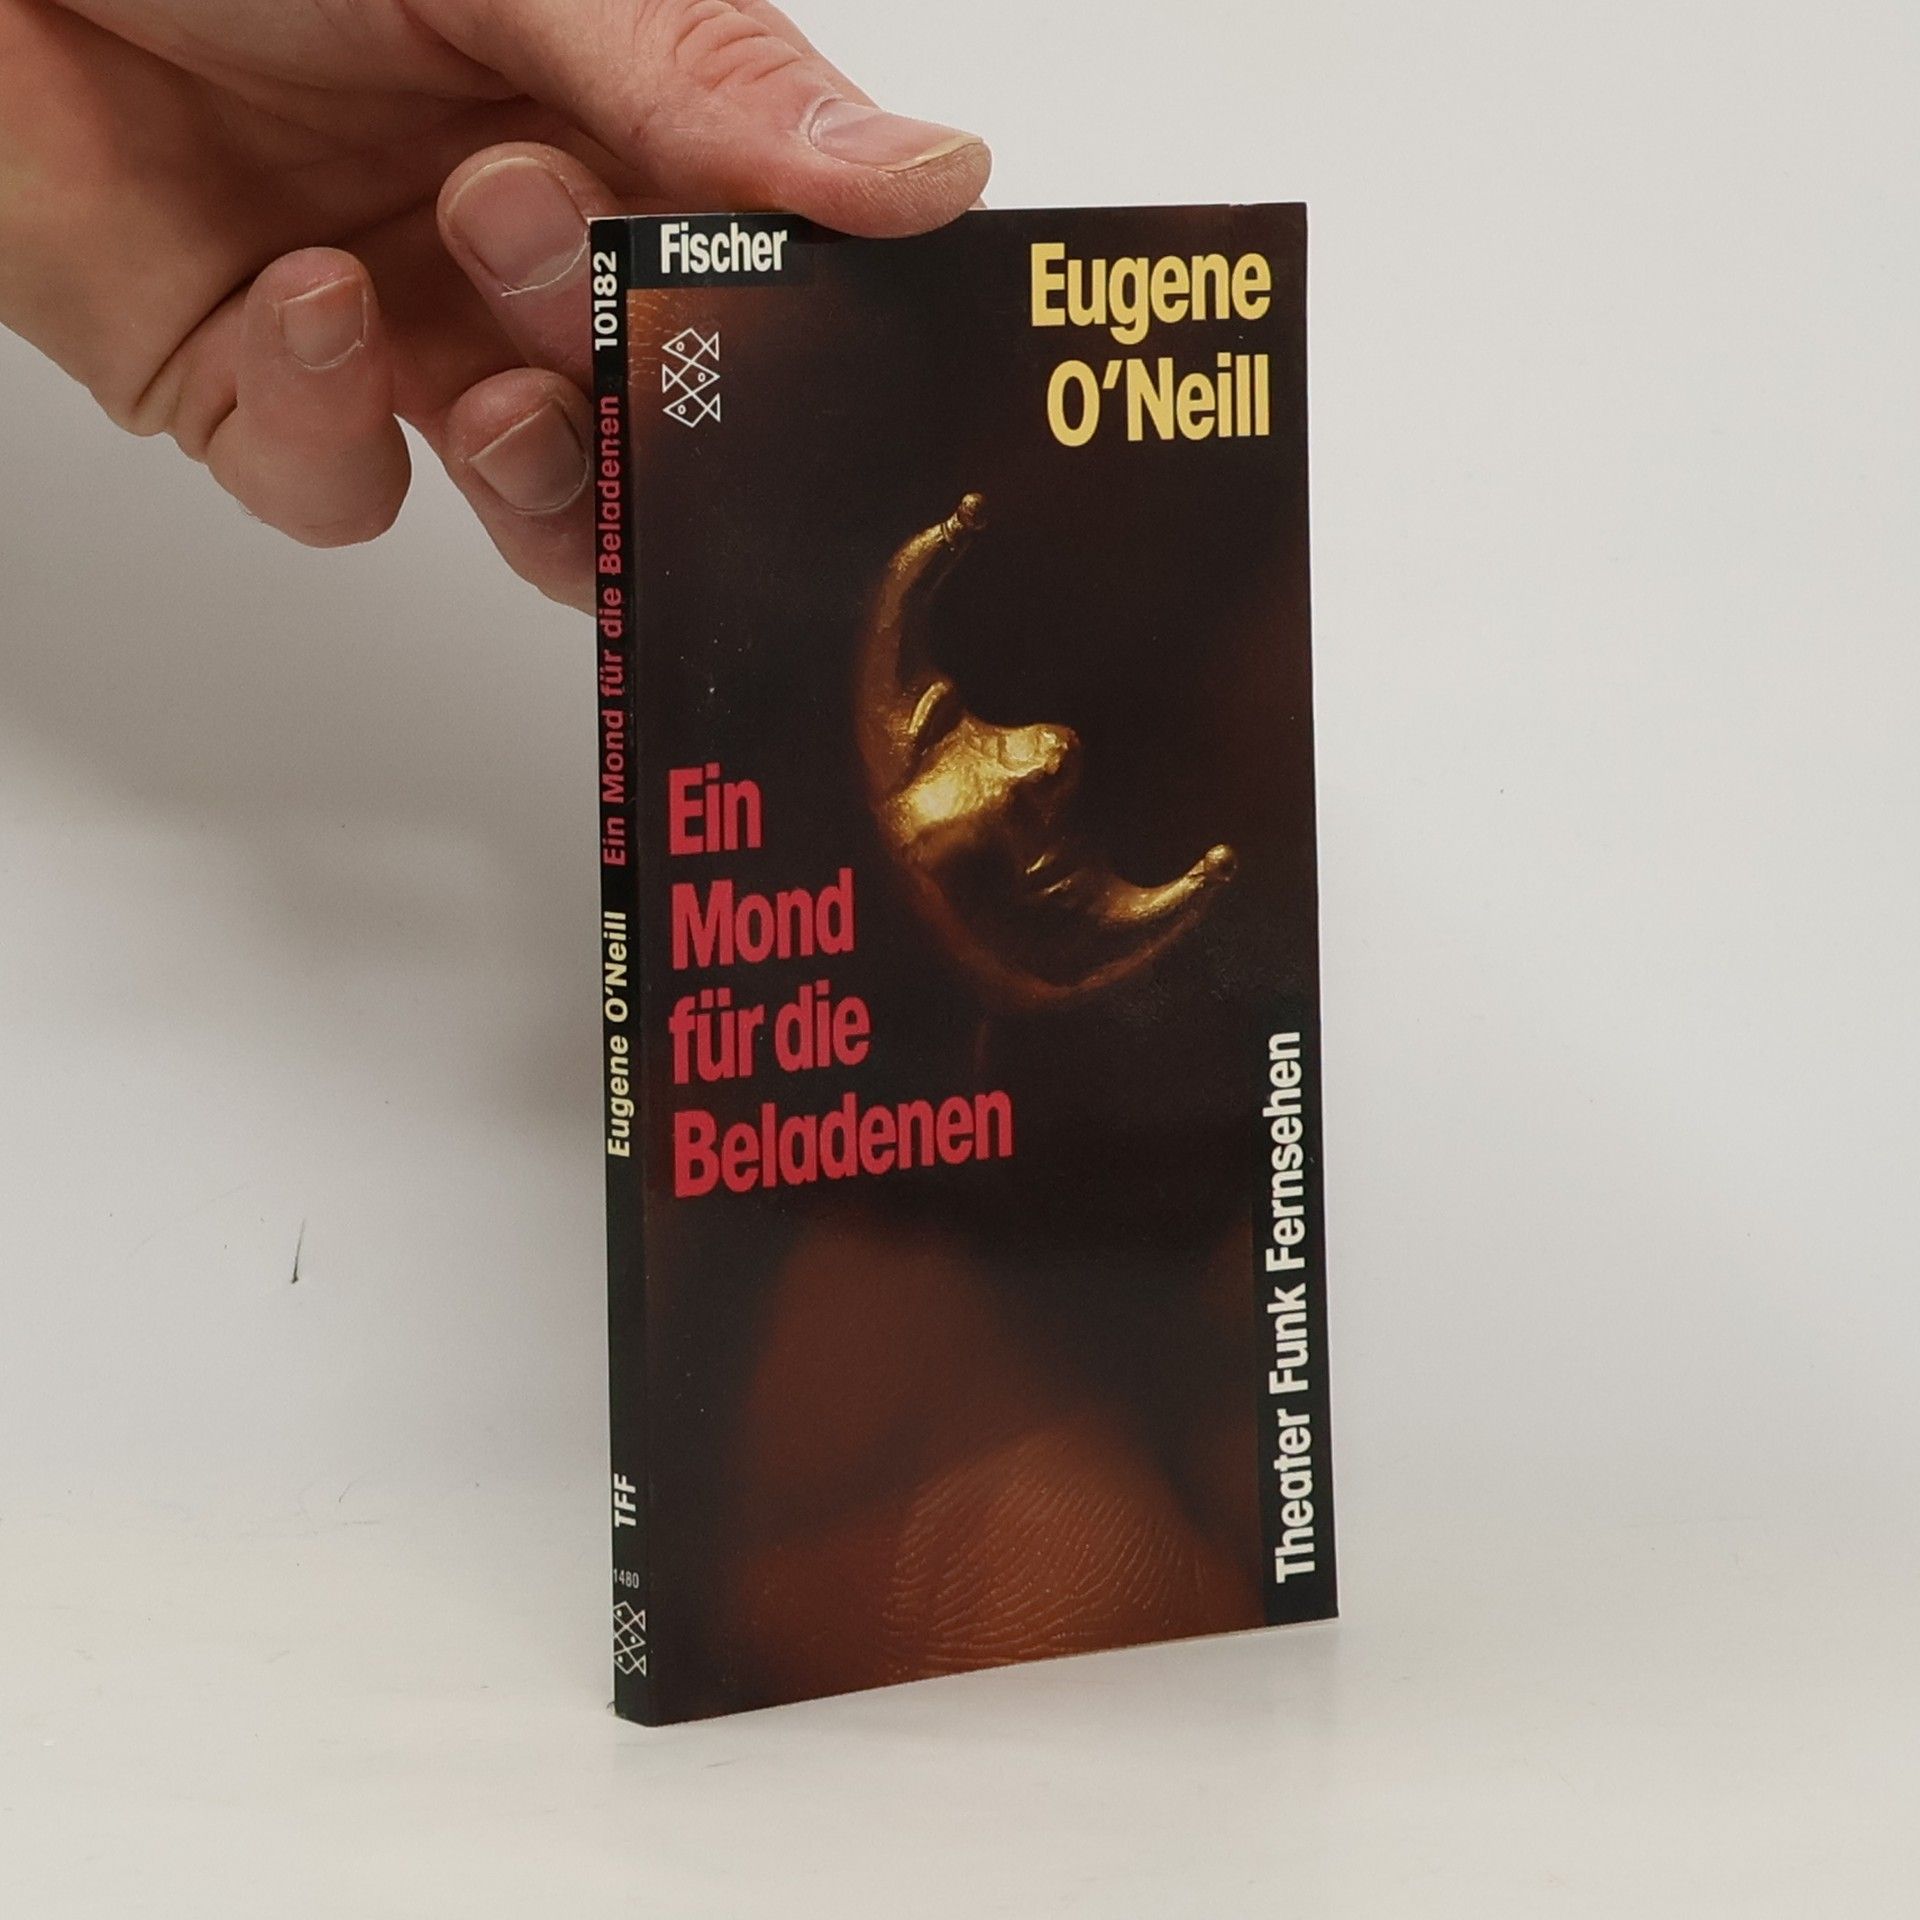 Fischer
Eugene
O'Neill
Ein
Mond
für die
Beladenen
Theater Funk Fernsehen
Eugene O'Neill Ein Mond für die Beladenen 10182
TFF
1480